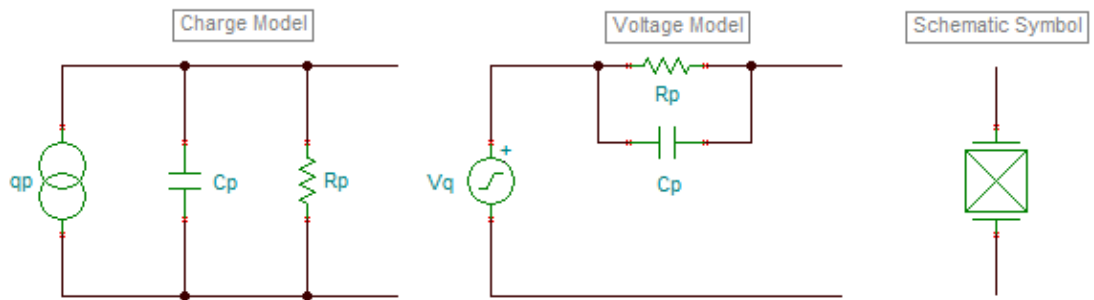 Charge Model
Voltage Model
Schematic Symbol
qp
Cp
Rp
Vq
+
Rp
Cp